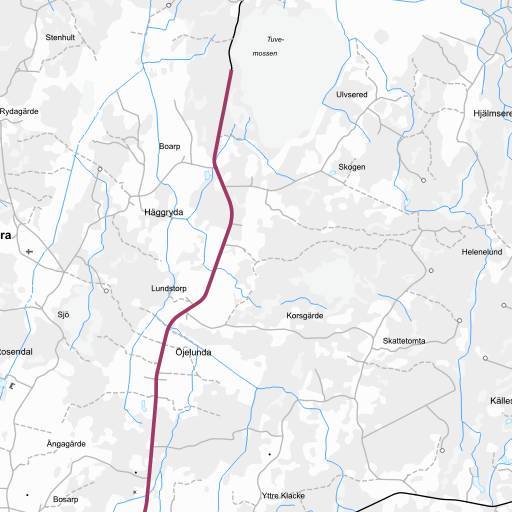 Stenhult
Tuve-
mossen
Ulvsered
Rydagärde
Hjälmsere
Boarp
Skogen
Häggryda
ra
Helenelund
Lundstorp
Sjö
Korsgärde
Skattetomta
osendal
Öjelunda
Källes
Ängagärde
Bosarp
Yttre Klacke